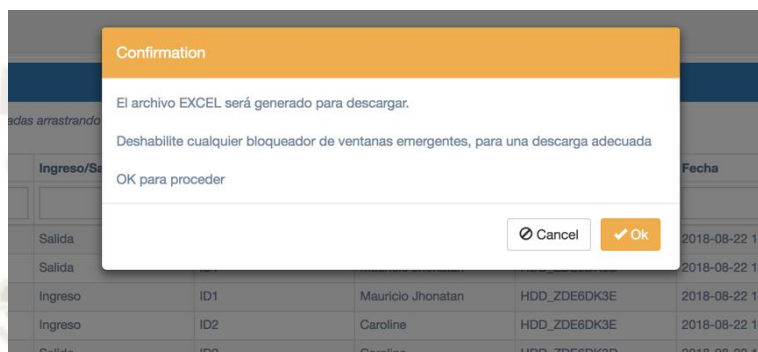 Confirmation
El archivo EXCEL será generado para descargar.
adas arrastrando
Deshabilite cualquier bloqueador de ventanas emergentes, para una descarga adecuada
Ingreso/Sa
OK para proceder
Fecha
Cancel Ok
Salida 2018-08-22 1
Salida 2018-08-22 1
Ingreso ID1 Mauricio Jhonatan HDD_ZDE6DK3E 2018-08-22 1
Ingreso ID2 Caroline HDD_ZDE6DK3E 2018-08-22 1